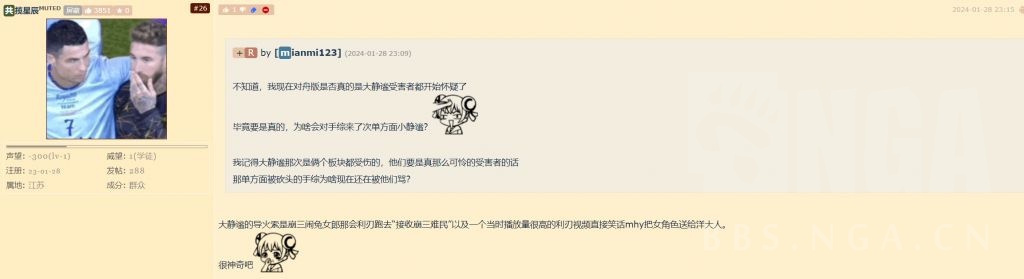 共揽星辰 MUTED 屏蔽 3851 0 #26
声望: -300(lv-1) 威望: 1(学徒)
注册: 23-01-28 发帖: 288
属地: 江苏 成分: 群众
1 2024-01-28 23:15
+ R by [mianmi123] (2024-01-28 23:09)
不知道，我现在对舟版是否真的是大静谧受害者都开始怀疑了
毕竟要是真的，为啥会对手综来了次单方面小静谧？
我记得大静谧那次是俩个板块都受伤的，他们要是真那么可怜的受害者的话
那单方面被砍头的手综为啥现在还在被他们骂？
大静谧的导火索是崩三闹兔女郎那会利刃跑去“接收崩三难民”以及一个当时播放量很高的利刃视频直接笑话mhy把女角色送给洋大人。
很神奇吧
NGA
BBS.NGA.CN